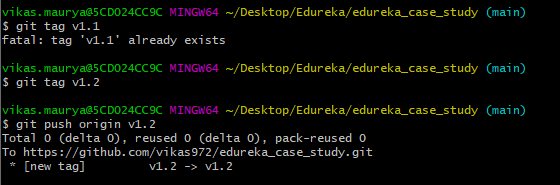 vikas.maurya@5CD024CC9C MINGW64 ~/Desktop/Edureka/edureka_case_study (main)
$ git tag v1.1
fatal: tag 'v1.1' already exists
vikas.maurya@5CD024CC9C MINGW64 ~/Desktop/Edureka/edureka_case_study (main)
$ git tag v1.2
vikas.maurya@5CD024CC9C MINGW64 ~/Desktop/Edureka/edureka_case_study (main)
$ git push origin v1.2
Total 0 (delta 0), reused 0 (delta 0), pack-reused 0
To https://github.com/vikas972/edureka_case_study.git
 * [new tag]         v1.2 -> v1.2